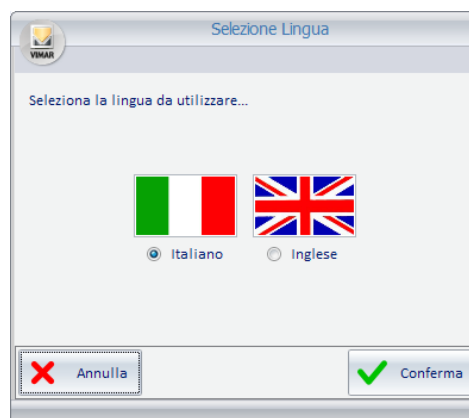 Selezione Lingua
VIMAR
Seleziona la lingua da utilizzare...
Italiano
Inglese
Annulla
Conferma